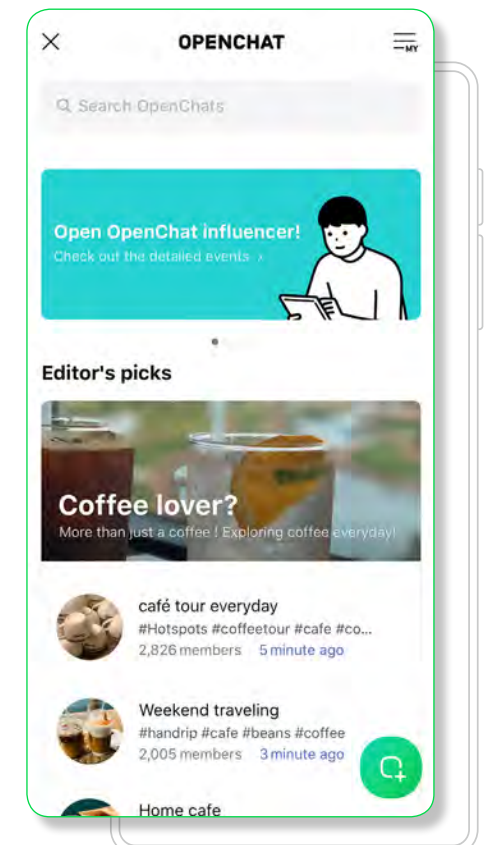 OPENCHAT
MY
Search OpenChats
Open OpenChat influencer!
Check out the detailed events >
Editor's picks
Coffee lover?
More than just a coffee ! Exploring coffee everyday!
café tour everyday
#Hotspots #coffeetour #cafe #co...
2,826 members 5 minute ago
Weekend traveling
#handrip #cafe #beans #coffee
2,005 members 3 minute ago
Home cafe